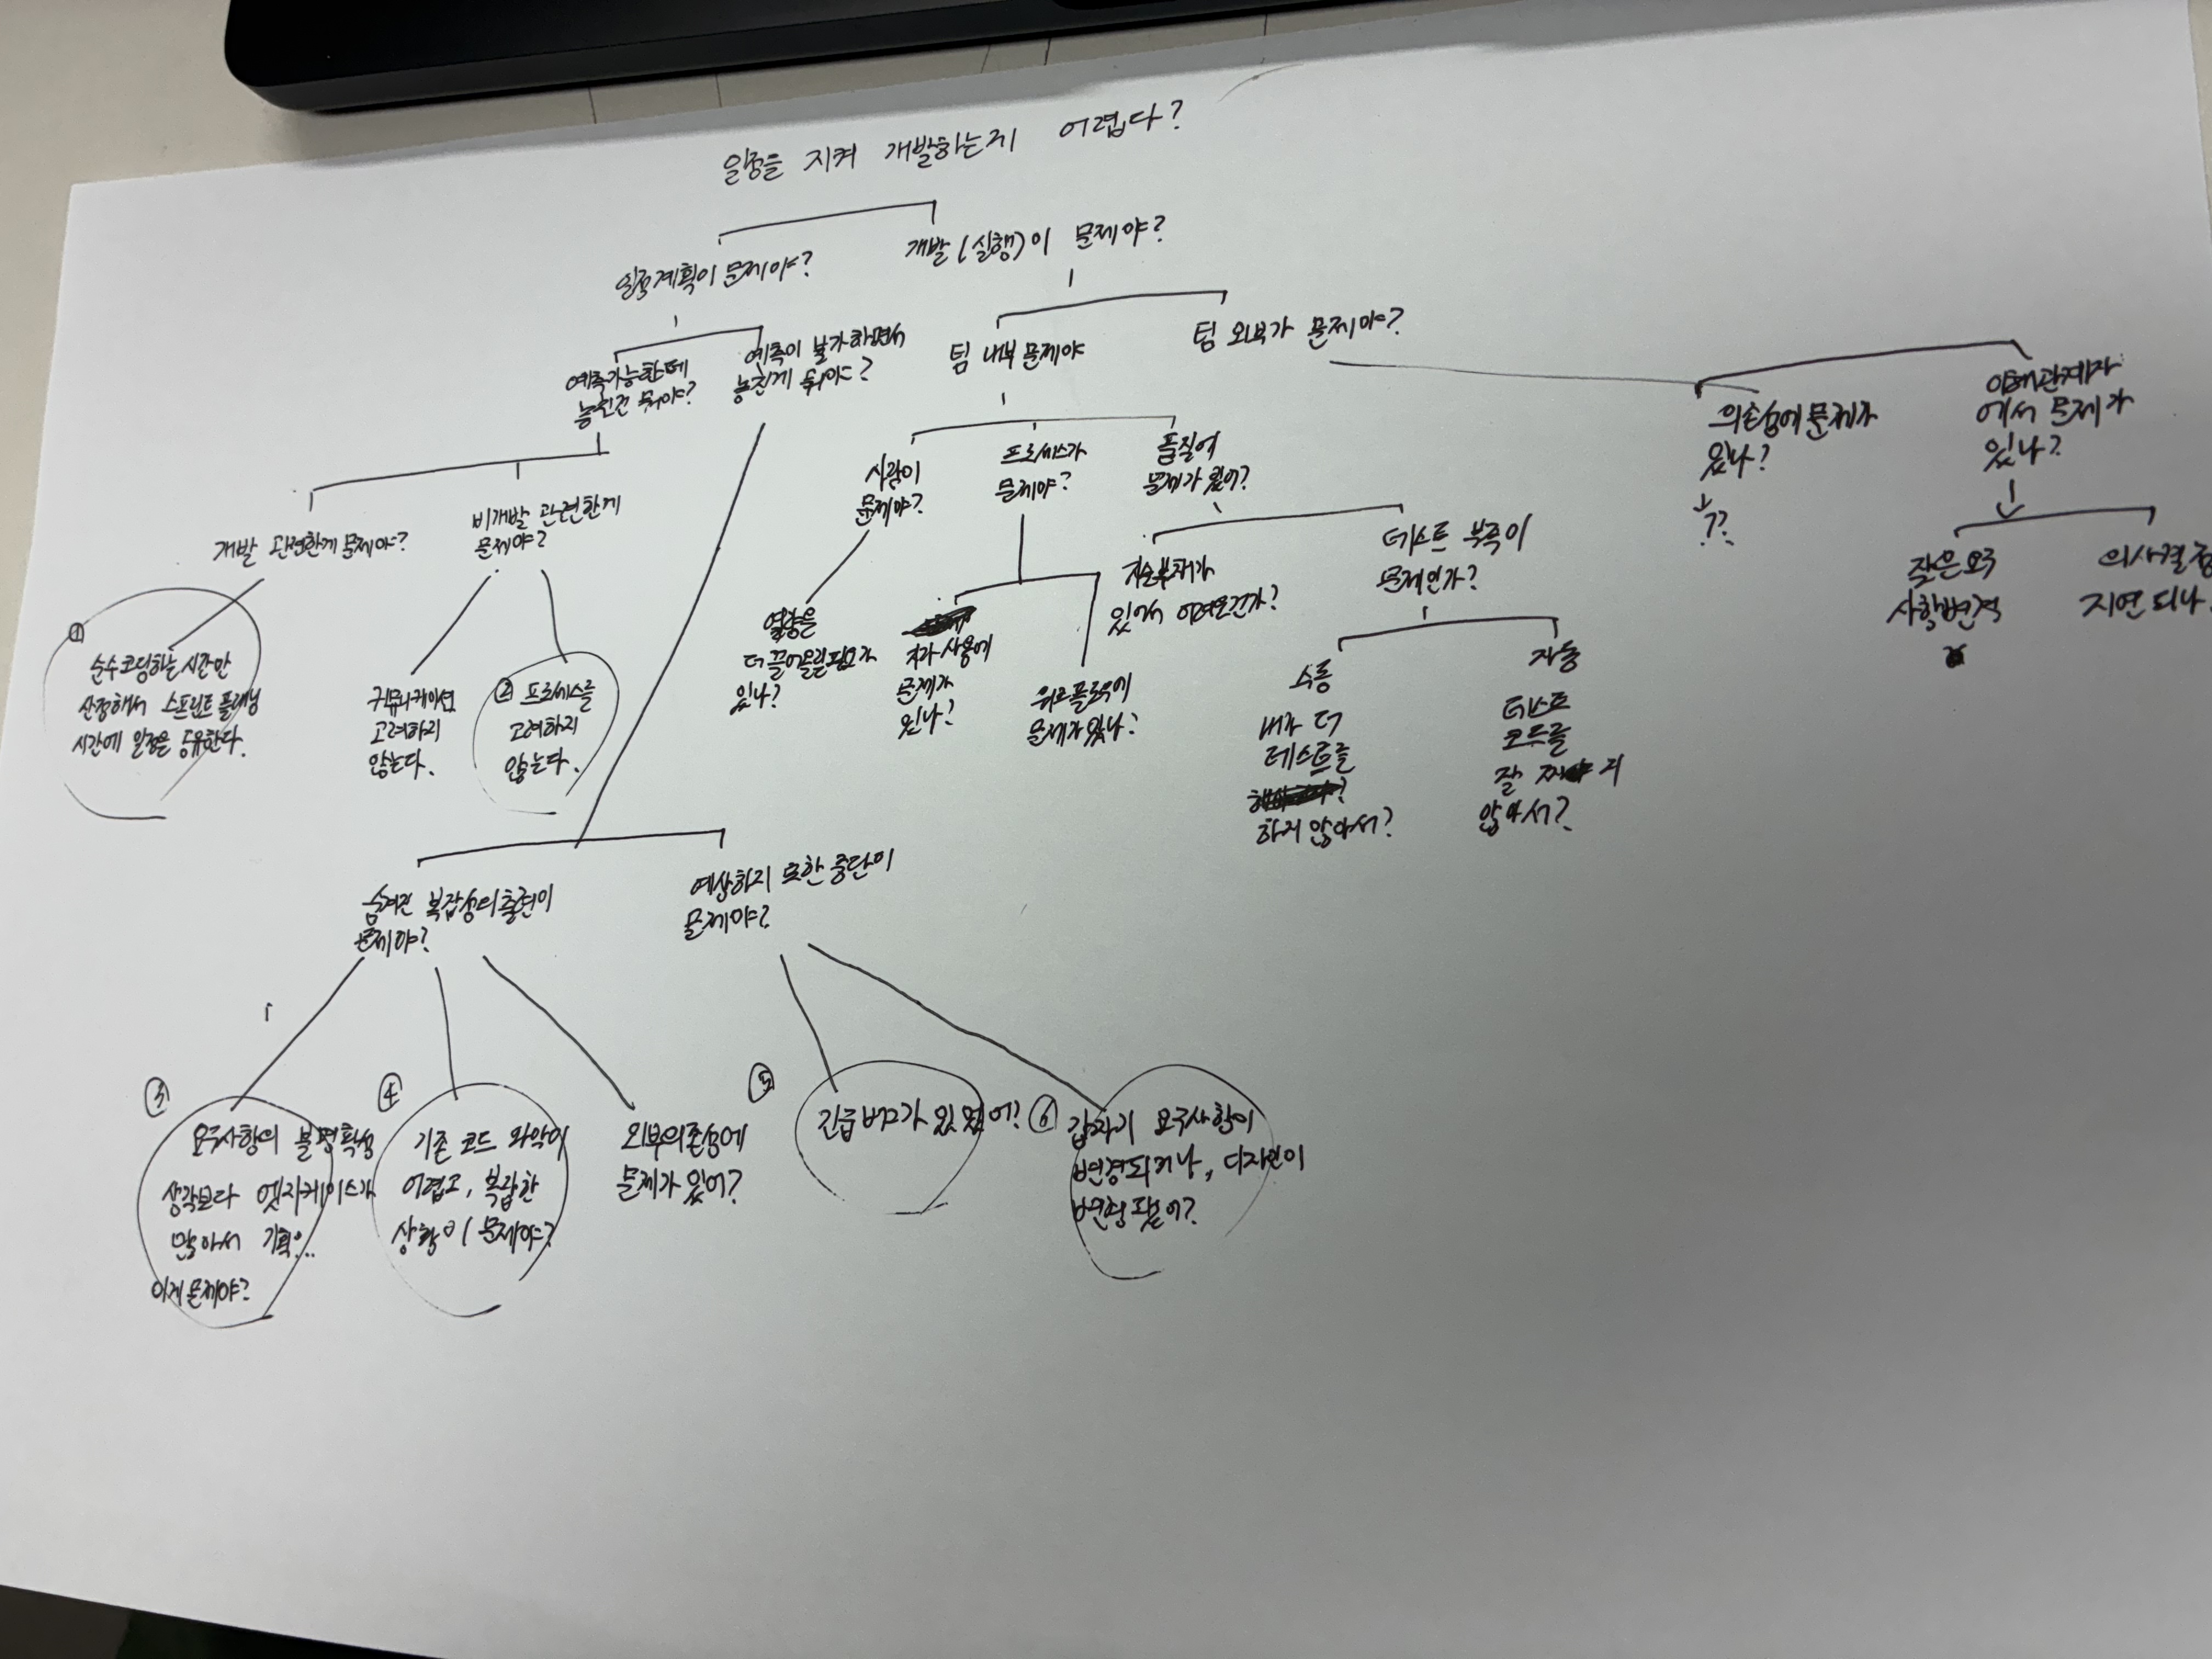 일정을 지켜 개발하는게 어렵다?
일정계획이 문제야?
개발(실행)이 문제야?
예측가능한데
놓친건 뭐야?
예측이 불가하면서
놓친게 뭐야?
팀 내부 문제야
팀 외부가 문제야?
개발 관련한게 문제야?
비개발 관련한게
문제야?
사람이
문제야?
프로세스가
문제야?
품질에
문제가 있어?
의존성에 문제가
있나?
??
이해관계자
에서 문제가
있나?
①
순수 코딩하는 시간만
산정해서 스프린트 플래닝
시간에 일정을 공유한다.
커뮤니케이션
고려하지
않는다.
② 프로세스를
고려하지
않는다.
역량을
더 끌어올릴 필요가
있나?
사용에
문제가
있나?
워크플로우에
문제가 있나?
기술부채가
있어서 어려운건가?
테스트 부족이
문제인가?
수동
내가 더
테스트를
하지 않아서?
자동
테스트
코드를
잘 짜지
않아서?
잦은 요구
사항변경
의사결정
지연되나
숨겨진 복잡성의 출현이
문제야?
예상하지 못한 중단이
문제야?
③
요구사항의 불명확성
생각보다 엣지케이스가
많아서
이게 문제야?
④
기존 코드 파악이
어렵고, 복잡한
상황이 문제야?
외부의존성에
문제가 있어?
⑤
긴급 버그가 있었어?
⑥
갑자기 요구사항이
변경되거나, 디자인이
변경됐어?